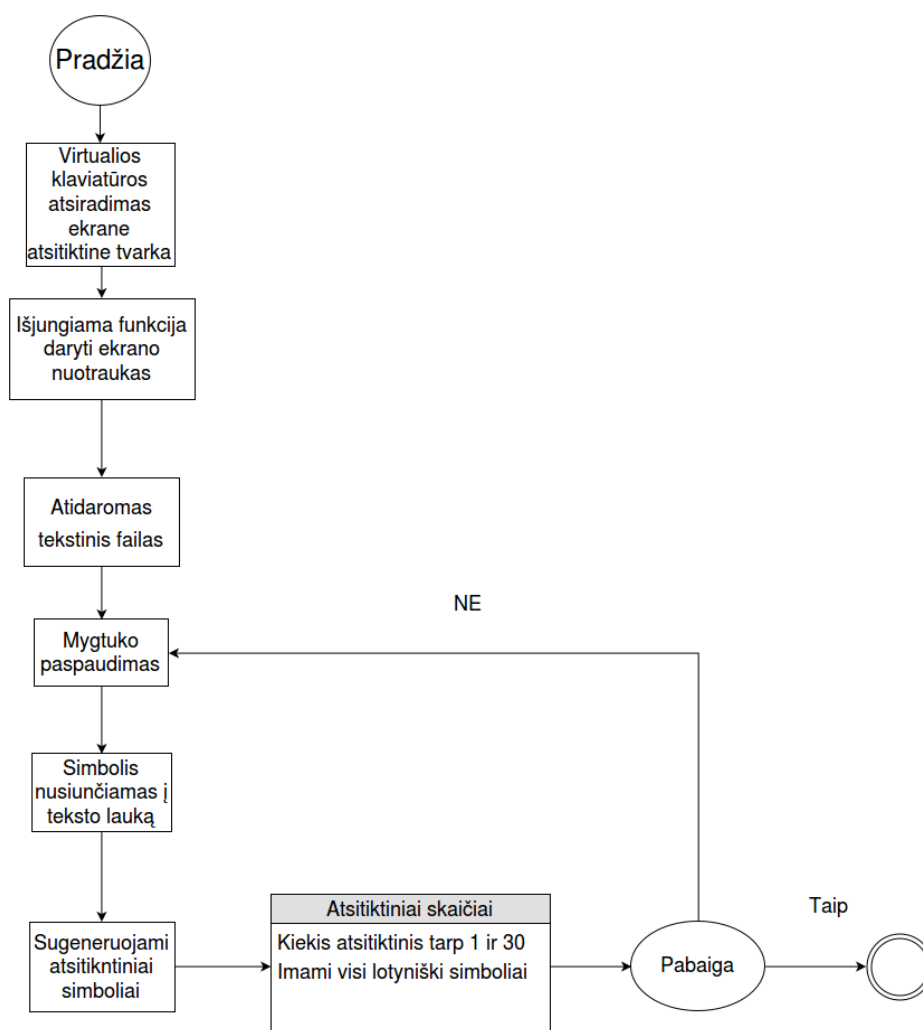 Pradžia
Virtualios
klaviatūros
atsiradimas
ekrane
atsitiktine tvarka
Išjungiama funkcija
daryti ekrano
nuotraukas
Atidaromas
tekstinis failas
NE
Mygtuko
paspaudimas
Simbolis
nusiunčiamas į
teksto lauką
Sugeneruojami
atsitikntiniai
simboliai
Atsitiktiniai skaičiai
Kiekis atsitiktinis tarp 1 ir 30
Imami visi lotyniški simboliai
Pabaiga
Taip